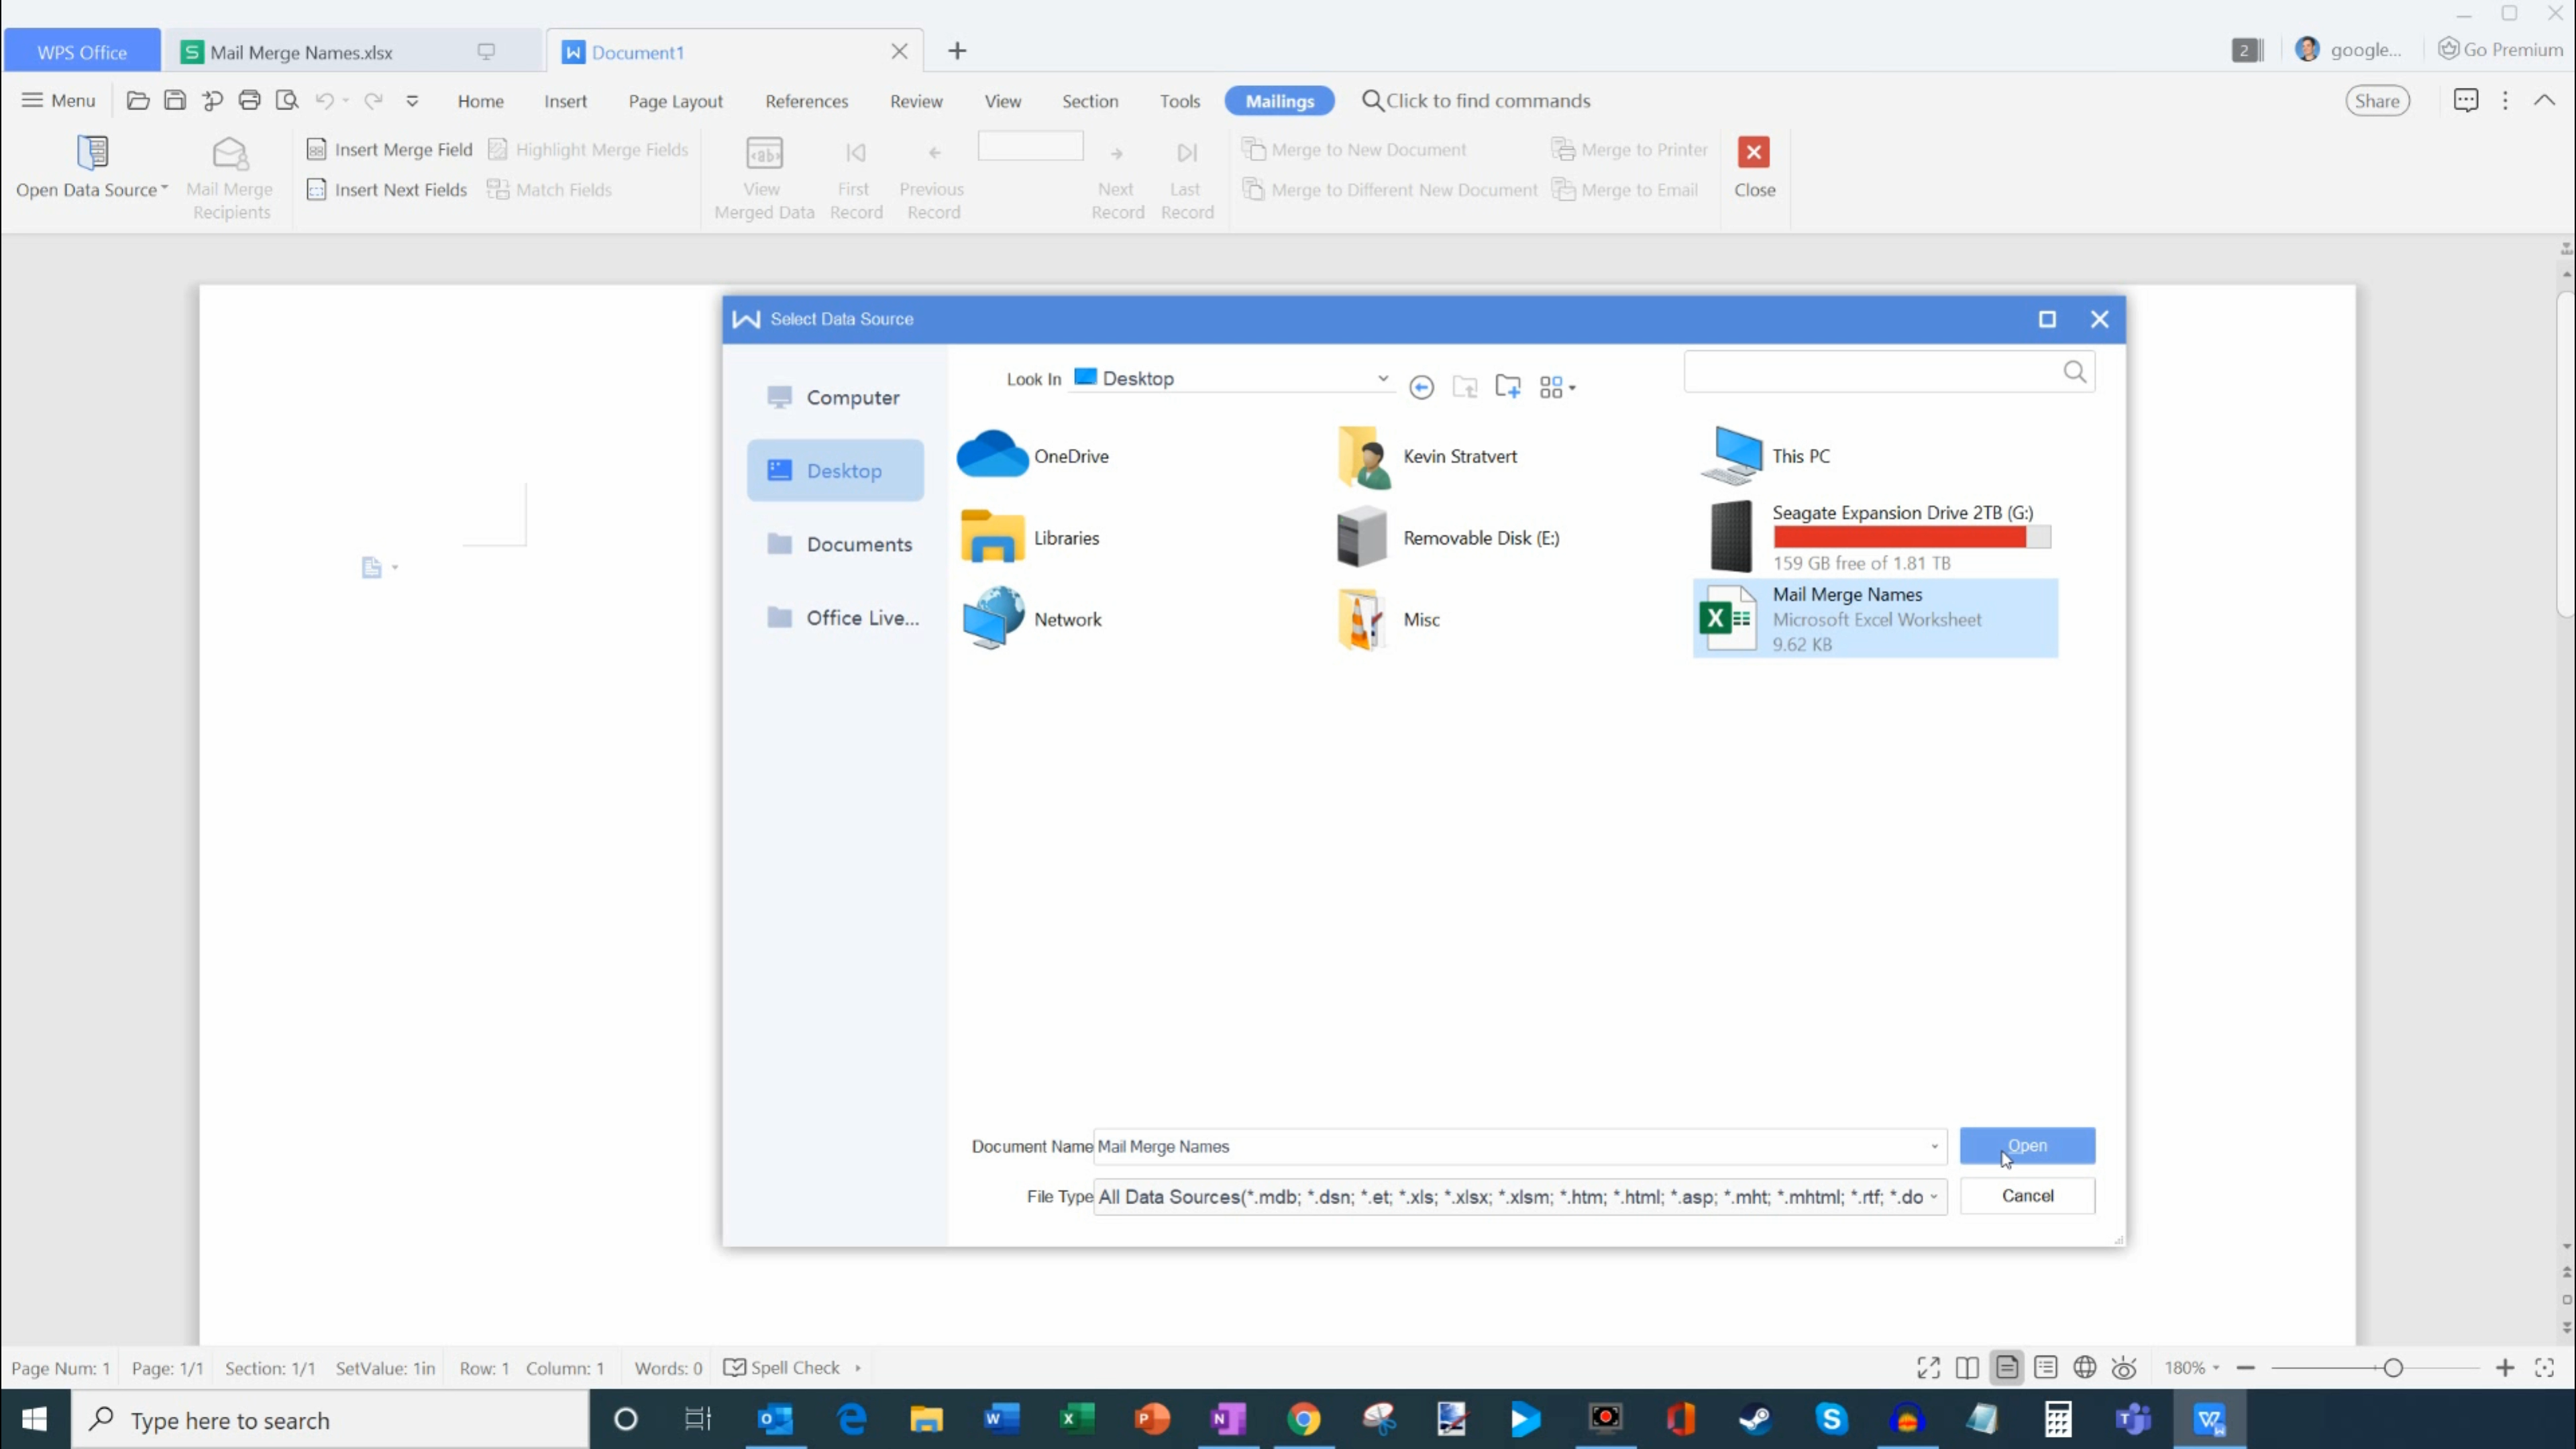 WPS Office
Mail Merge Names.xlsx
Document1
2
google...
Go Premium
Menu
Home
Insert
Page Layout
References
Review
View
Section
Tools
Mailings
Click to find commands
Share
Open Data Source
Mail Merge
Recipients
Insert Merge Field
Highlight Merge Fields
Insert Next Fields
Match Fields
View
Merged Data
First
Record
Previous
Record
Next
Record
Last
Record
Merge to New Document
Merge to Different New Document
Merge to Printer
Merge to Email
Close
Select Data Source
Computer
Desktop
Documents
Office Live...
Look In
Desktop
OneDrive
Kevin Stratvert
This PC
Libraries
Removable Disk (E:)
Seagate Expansion Drive 2TB (G:)
159 GB free of 1.81 TB
Network
Misc
Mail Merge Names
Microsoft Excel Worksheet
9.62 KB
Document Name Mail Merge Names
Open
File Type All Data Sources(*.mdb; *.dsn; *.et; *.xls; *.xlsx; *.xlsm; *.htm; *.html; *.asp; *.mht; *.mhtml; *.rtf; *.do
Cancel
Page Num: 1
Page: 1/1
Section: 1/1
SetValue: 1in
Row: 1
Column: 1
Words: 0
Spell Check
180%
Type here to search